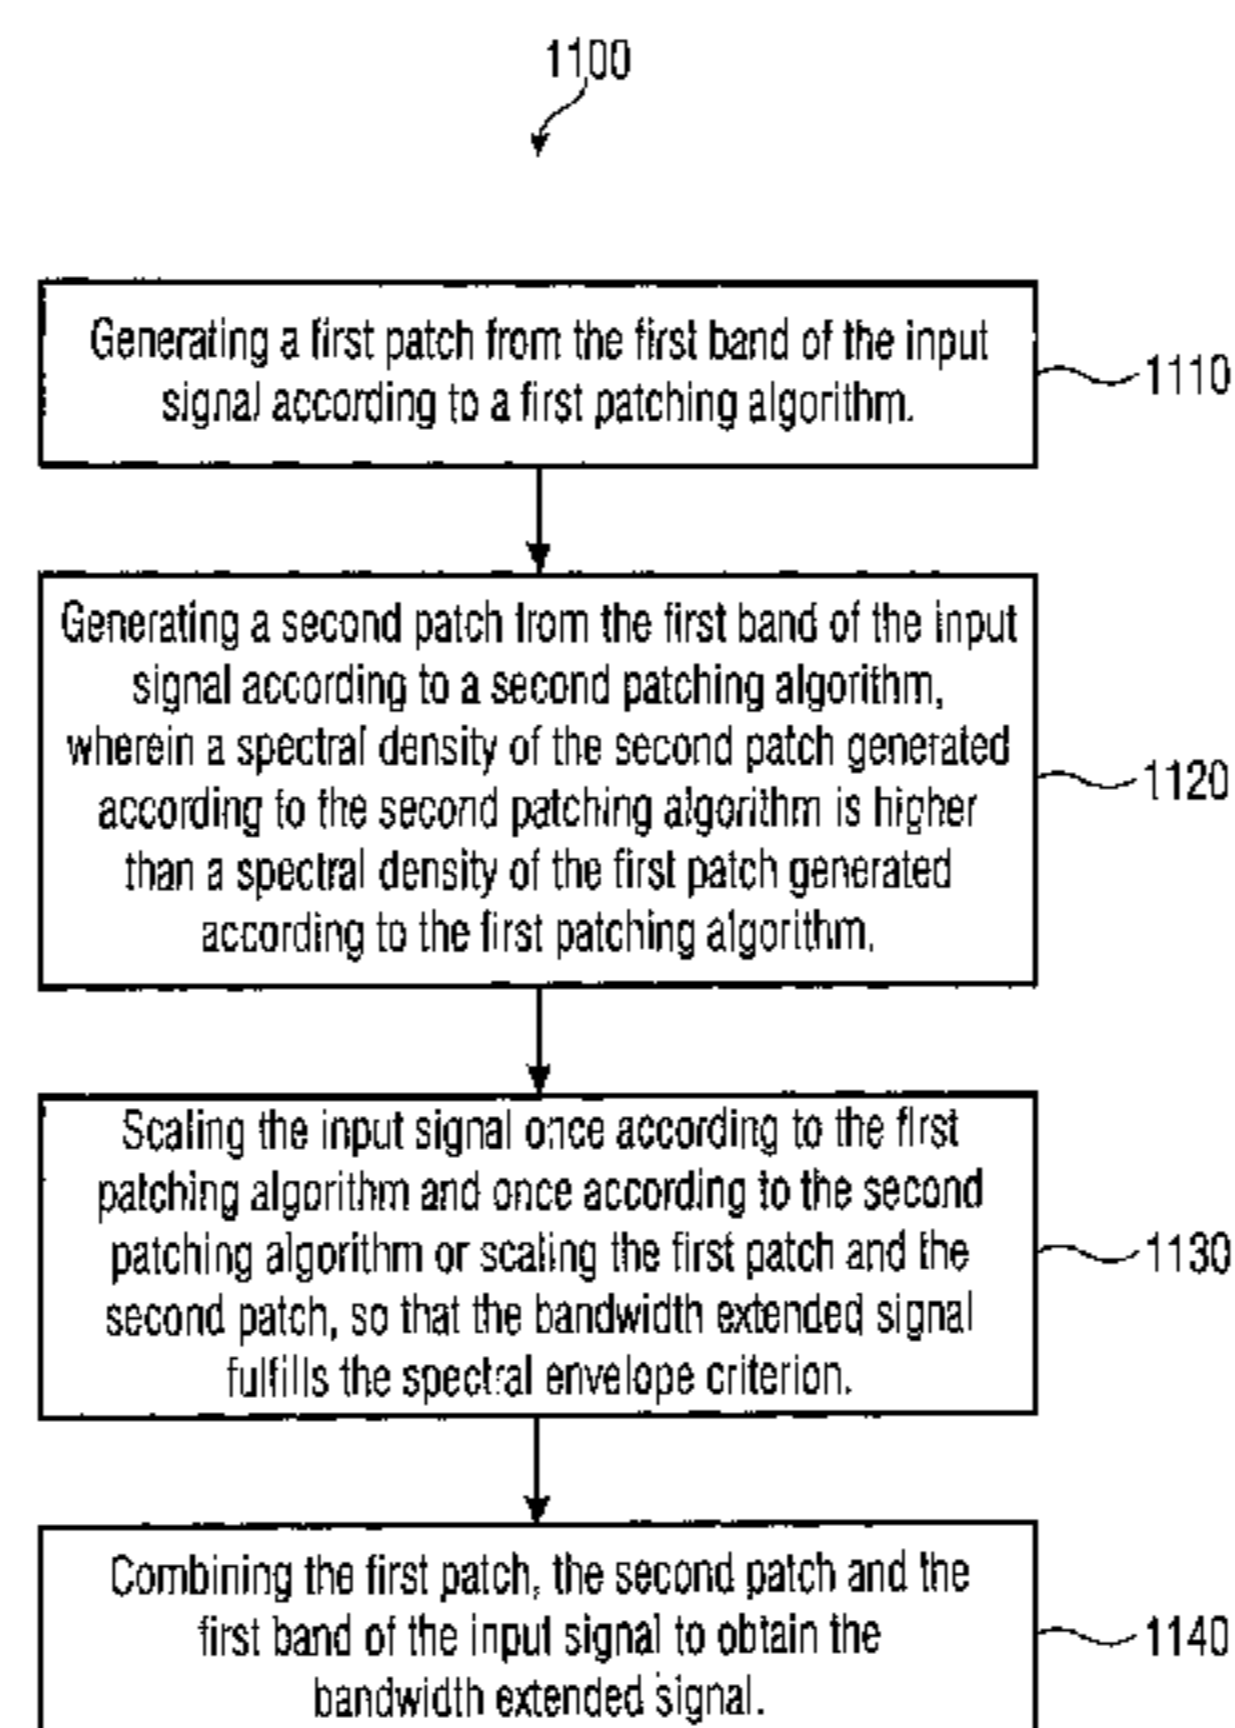 1100
Generating a first patch from the first band of the input
signal according to a first patching algorithm.
1110
Generating a second patch from the first band of the input
signal according to a second patching algorithm,
wherein a spectral density of the second patch generated
according to the second patching algorithm is higher
than a spectral density of the first patch generated
according to the first patching algorithm.
1120
Scaling the input signal once according to the first
patching algorithm and once according to the second
patching algorithm or scaling the first patch and the
second patch, so that the bandwidth extended signal
fulfills the spectral envelope criterion.
1130
Combining the first patch, the second patch and the
first band of the input signal to obtain the
bandwidth extended signal.
1140